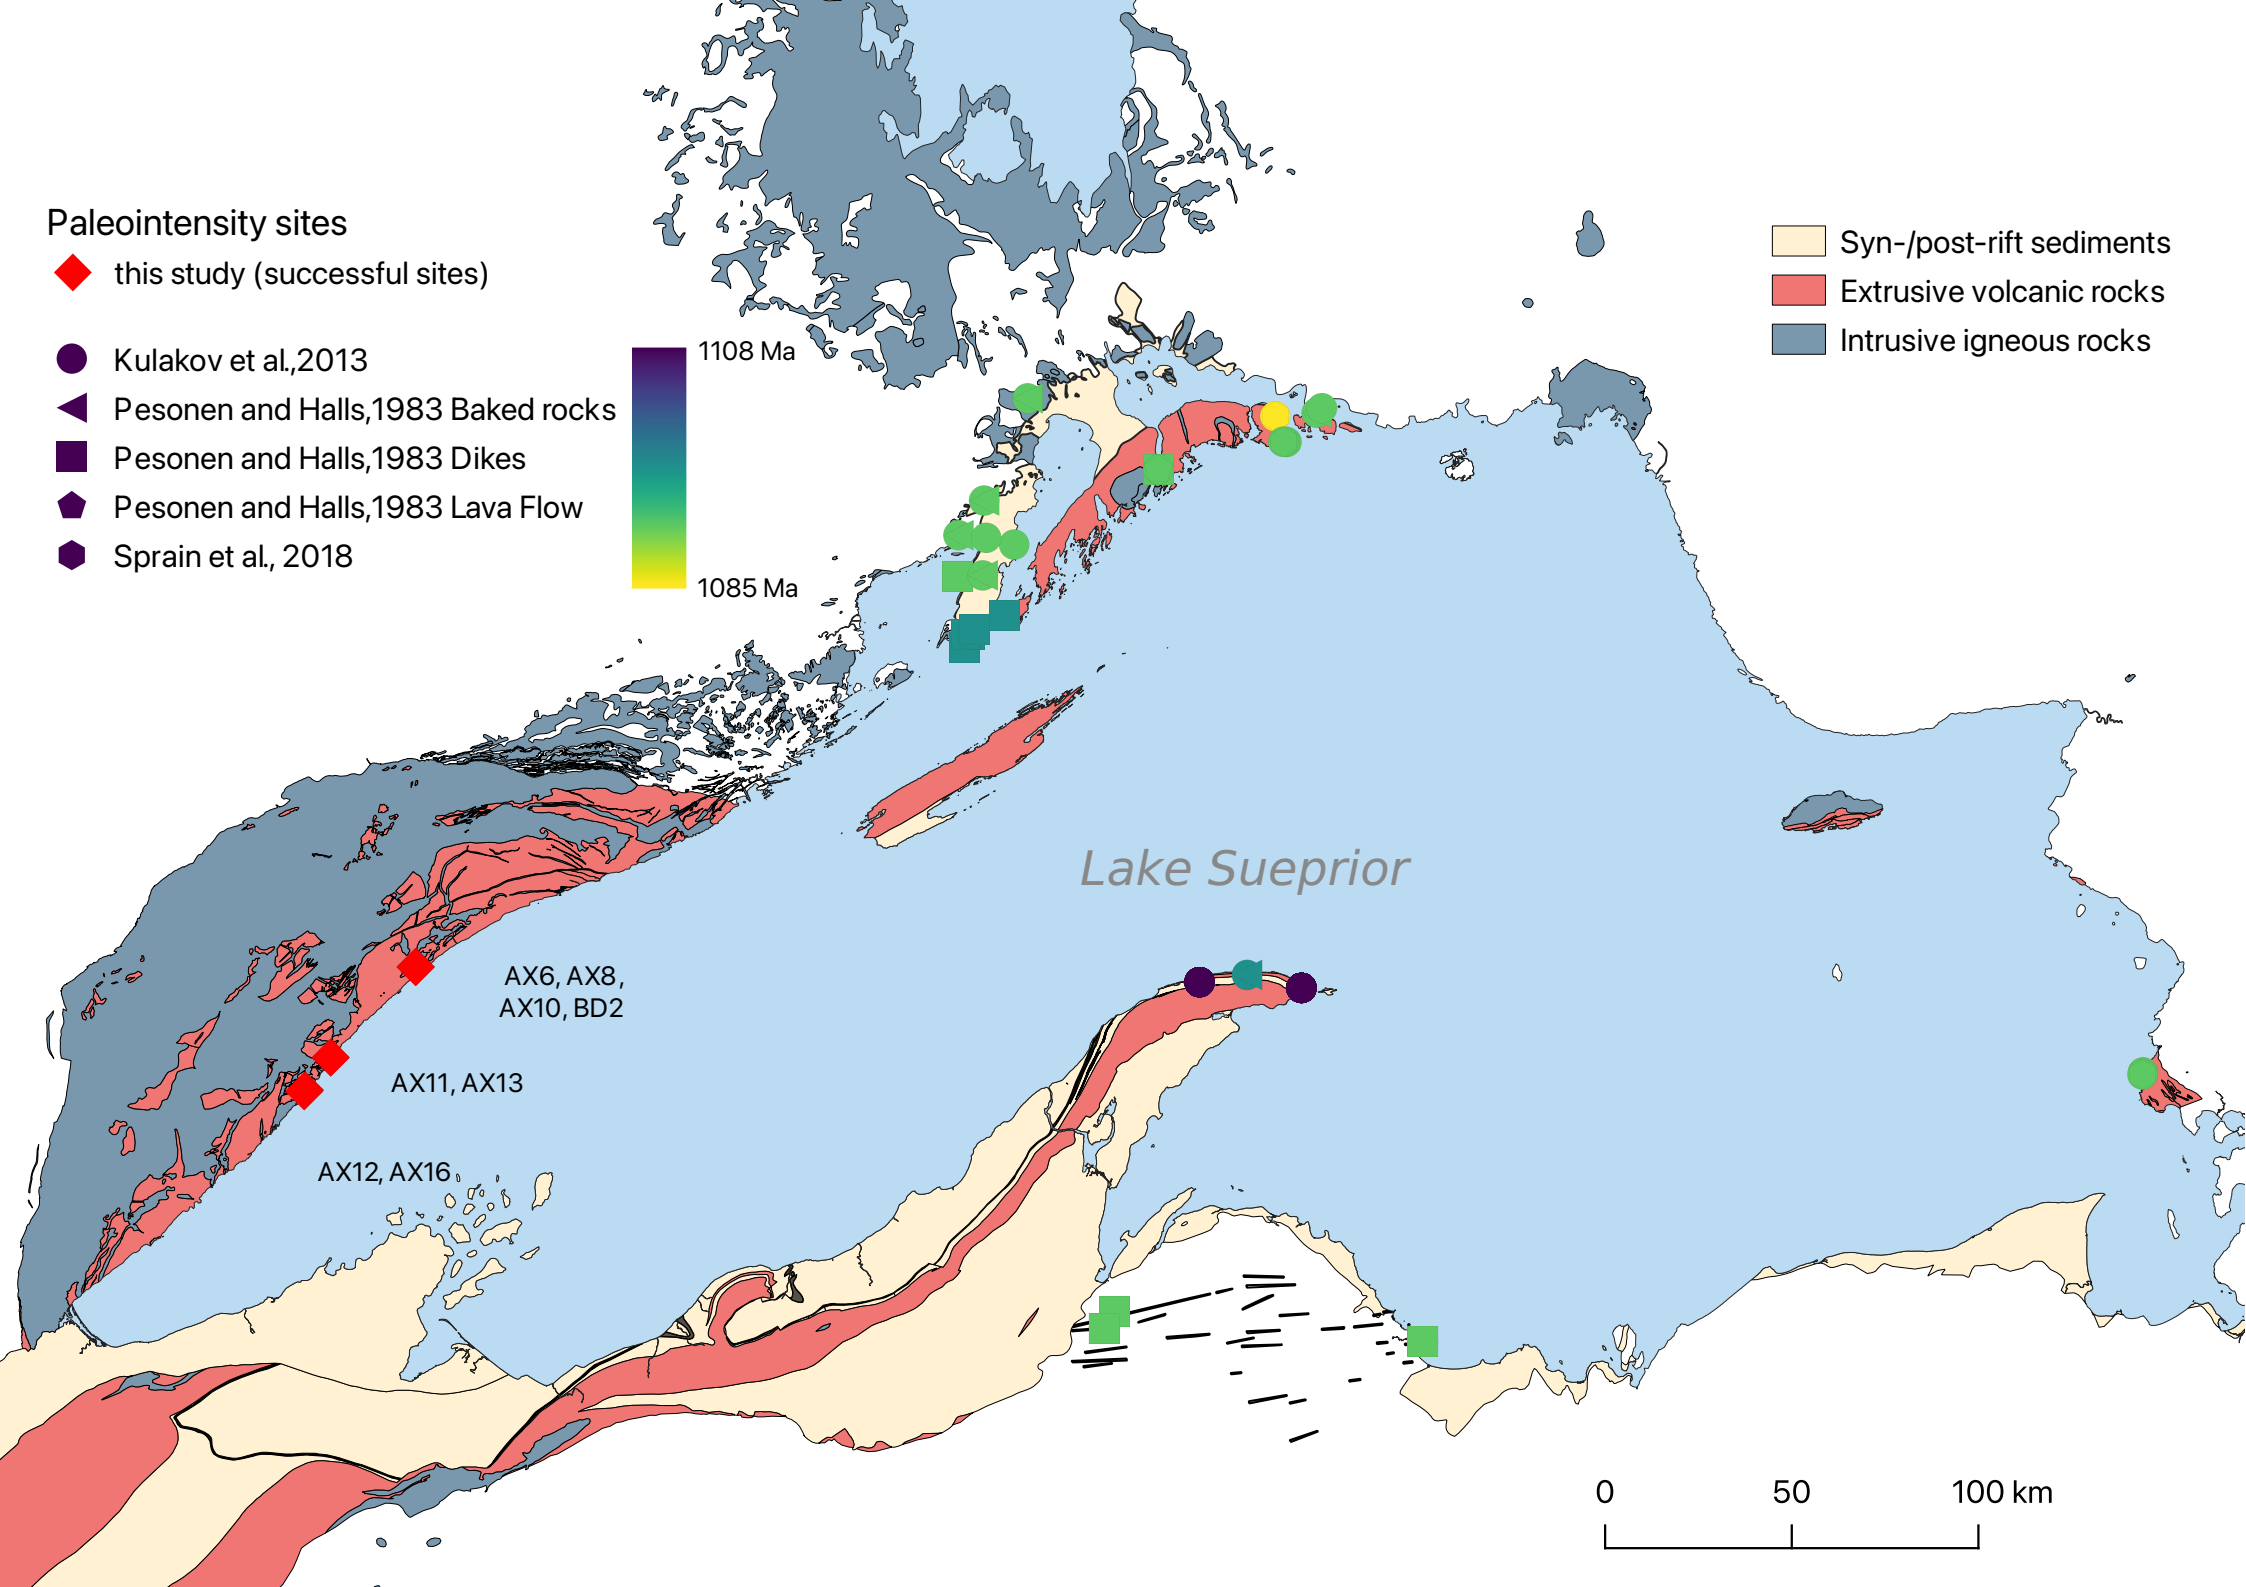 Paleointensity sites
this study (successful sites)
Kulakov et al.,2013
Pesonen and Halls,1983 Baked rocks
Pesonen and Halls,1983 Dikes
Pesonen and Halls,1983 Lava Flow
Sprain et al., 2018
1108 Ma
1085 Ma
Syn-/post-rift sediments
Extrusive volcanic rocks
Intrusive igneous rocks
Lake Sueprior
AX6, AX8,
AX10, BD2
AX11, AX13
AX12, AX16
0 50 100 km